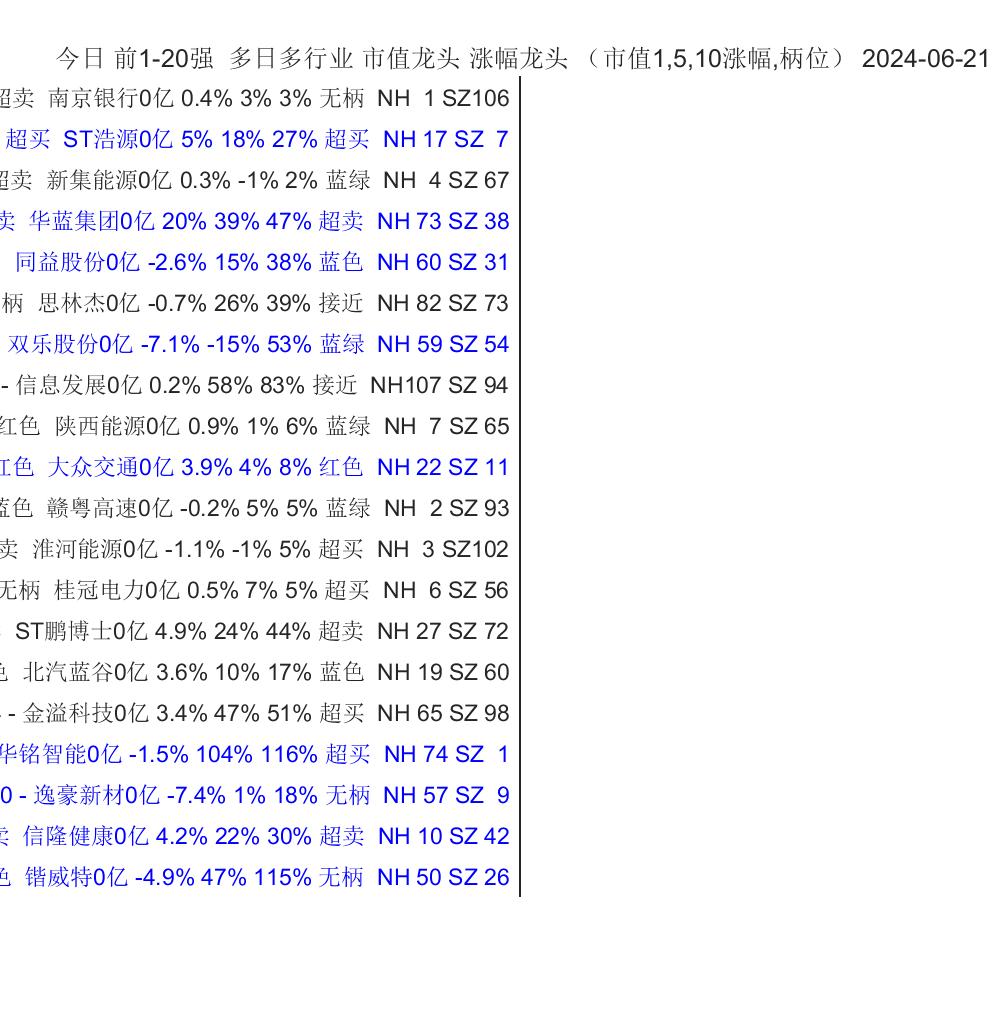 今日 前1-20强 多日多行业 市值龙头 涨幅龙头 （市值1,5,10涨幅,柄位） 2024-06-21
超卖 南京银行0亿 0.4% 3% 3% 无柄 NH 1 SZ106
超买 ST浩源0亿 5% 18% 27% 超买 NH 17 SZ 7
超卖 新集能源0亿 0.3% -1% 2% 蓝绿 NH 4 SZ 67
卖 华蓝集团0亿 20% 39% 47% 超卖 NH 73 SZ 38
同益股份0亿 -2.6% 15% 38% 蓝色 NH 60 SZ 31
柄 思林杰0亿 -0.7% 26% 39% 接近 NH 82 SZ 73
双乐股份0亿 -7.1% -15% 53% 蓝绿 NH 59 SZ 54
- 信息发展0亿 0.2% 58% 83% 接近 NH107 SZ 94
红色 陕西能源0亿 0.9% 1% 6% 蓝绿 NH 7 SZ 65
红色 大众交通0亿 3.9% 4% 8% 红色 NH 22 SZ 11
蓝色 赣粤高速0亿 -0.2% 5% 5% 蓝绿 NH 2 SZ 93
卖 淮河能源0亿 -1.1% -1% 5% 超买 NH 3 SZ102
无柄 桂冠电力0亿 0.5% 7% 5% 超买 NH 6 SZ 56
ST鹏博士0亿 4.9% 24% 44% 超卖 NH 27 SZ 72
色 北汽蓝谷0亿 3.6% 10% 17% 蓝色 NH 19 SZ 60
- 金溢科技0亿 3.4% 47% 51% 超买 NH 65 SZ 98
华铭智能0亿 -1.5% 104% 116% 超买 NH 74 SZ 1
0 - 逸豪新材0亿 -7.4% 1% 18% 无柄 NH 57 SZ 9
卖 信隆健康0亿 4.2% 22% 30% 超卖 NH 10 SZ 42
色 锴威特0亿 -4.9% 47% 115% 无柄 NH 50 SZ 26